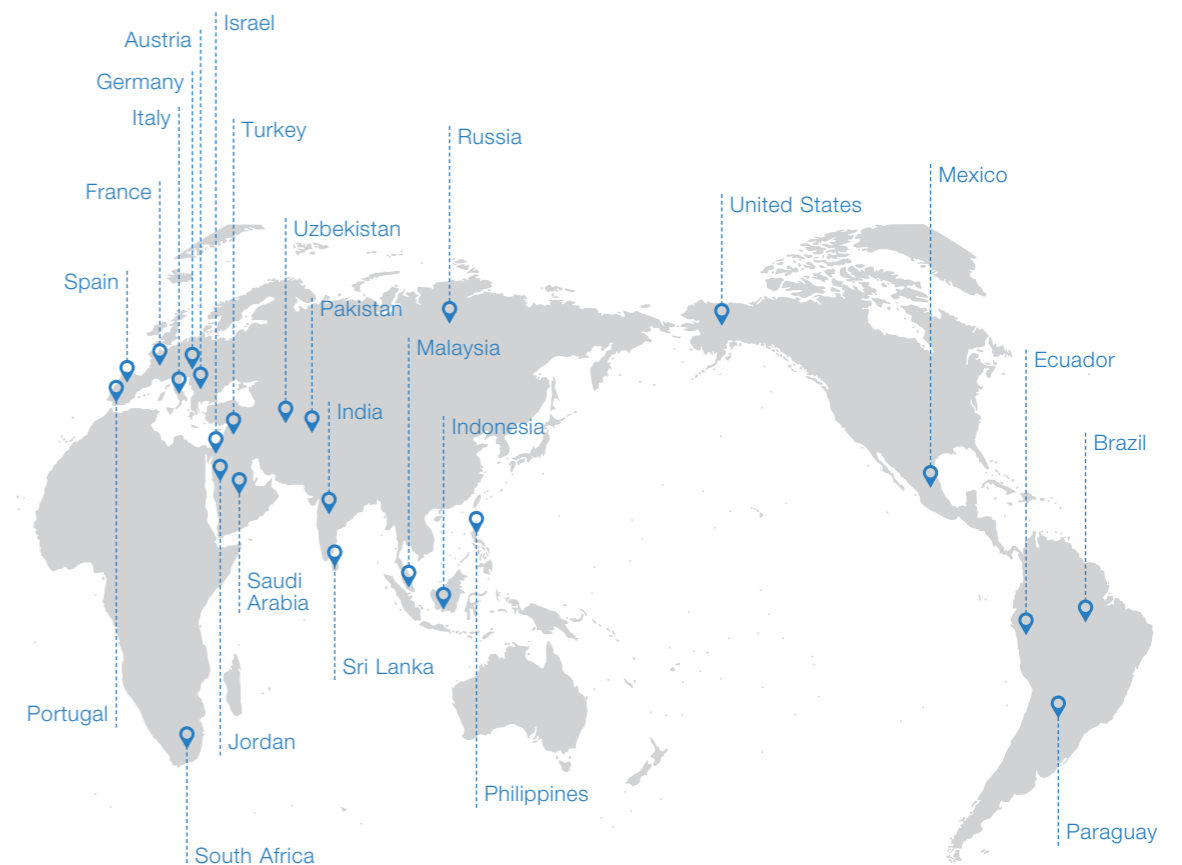 Israel
Austria
Germany
Italy
Turkey
Russia
Mexico
France
United States
Uzbekistan
Spain
Pakistan
Malaysia
Ecuador
India
Indonesia
Brazil
Saudi
Arabia
Sri Lanka
Portugal
Jordan
Philippines
Paraguay
South Africa